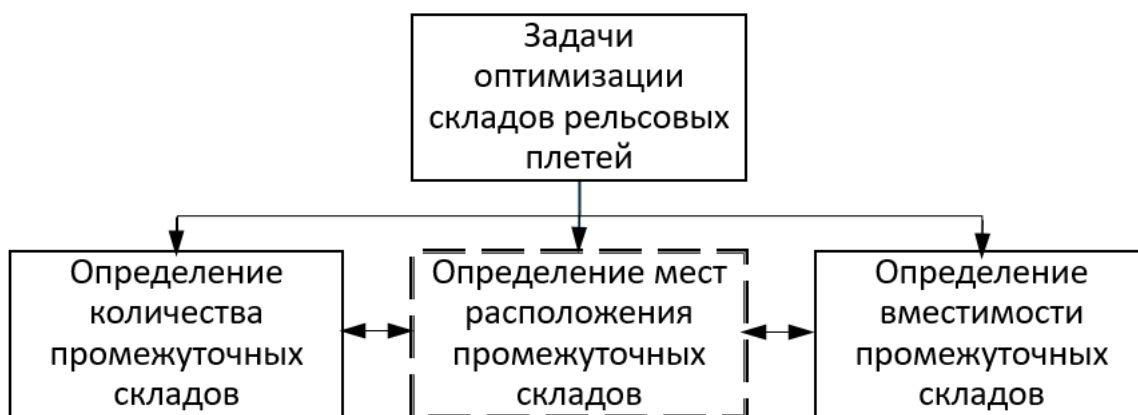 Задачи
оптимизации
складов рельсовых
плетей
Определение
количества
промежуточных
складов
Определение мест
расположения
промежуточных
складов
Определение
вместимости
промежуточных
складов